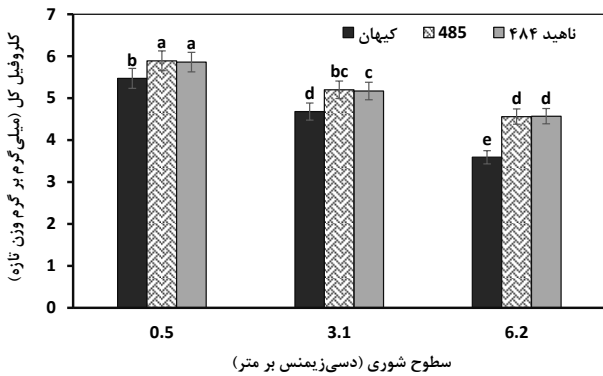 کیهان
485
ناهید ۴۸۴
کلروفیل کل (میلی‌گرم بر گرم وزن تازه)
7
6
5
4
3
2
1
0
b
a
a
d
bc
c
e
d
d
0.5
3.1
6.2
سطوح شوری (دسی‌زیمنس بر متر)